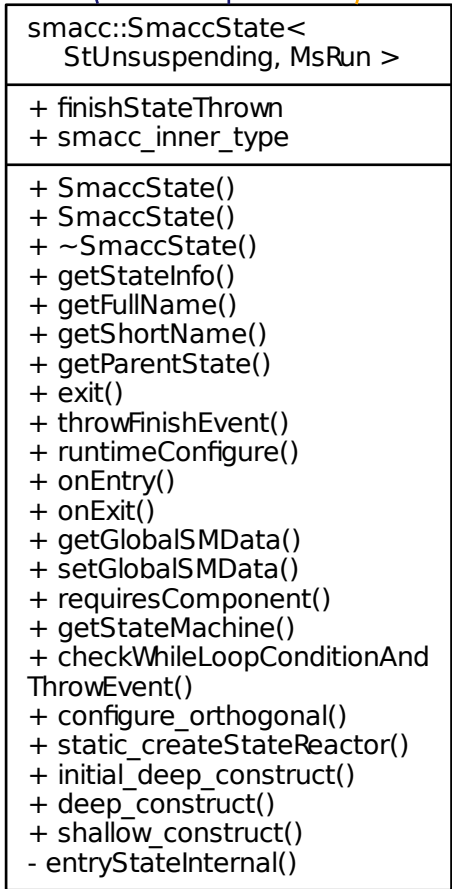 smacc::SmaccState<
StUnsuspending, MsRun >
+ finishStateThrown
+ smacc_inner_type
+ SmaccState()
+ SmaccState()
+ ~SmaccState()
+ getStateInfo()
+ getFullName()
+ getShortName()
+ getParentState()
+ exit()
+ throwFinishEvent()
+ runtimeConfigure()
+ onEntry()
+ onExit()
+ getGlobalSMData()
+ setGlobalSMData()
+ requiresComponent()
+ getStateMachine()
+ checkWhileLoopConditionAnd
ThrowEvent()
+ configure_orthogonal()
+ static_createStateReactor()
+ initial_deep_construct()
+ deep_construct()
+ shallow_construct()
- entryStateInternal()